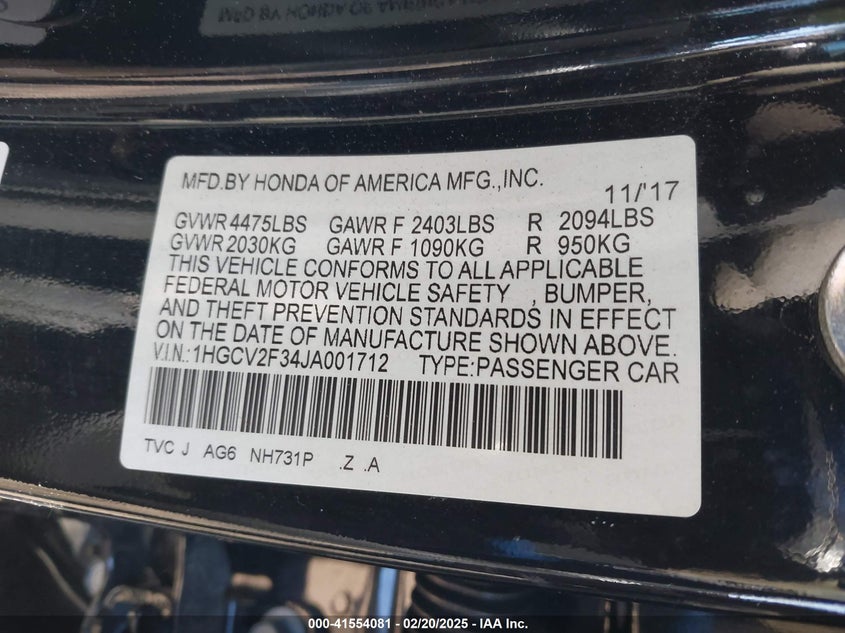 MFD.BY HONDA OF AMERICA MFG.,INC.
11/'17
GVWR 4475LBS GAWR F 2403LBS R 2094LBS
GVWR 2030KG GAWR F 1090KG R 950KG
THIS VEHICLE CONFORMS TO ALL APPLICABLE
FEDERAL MOTOR VEHICLE SAFETY , BUMPER,
AND THEFT PREVENTION STANDARDS IN EFFECT
ON THE DATE OF MANUFACTURE SHOWN ABOVE.
V.I.N.:1HGCV2F34JA001712 TYPE:PASSENGER CAR
TVC J AG6 NH731P .Z .A
000-41554081 - 02/20/2025 - IAA Inc.